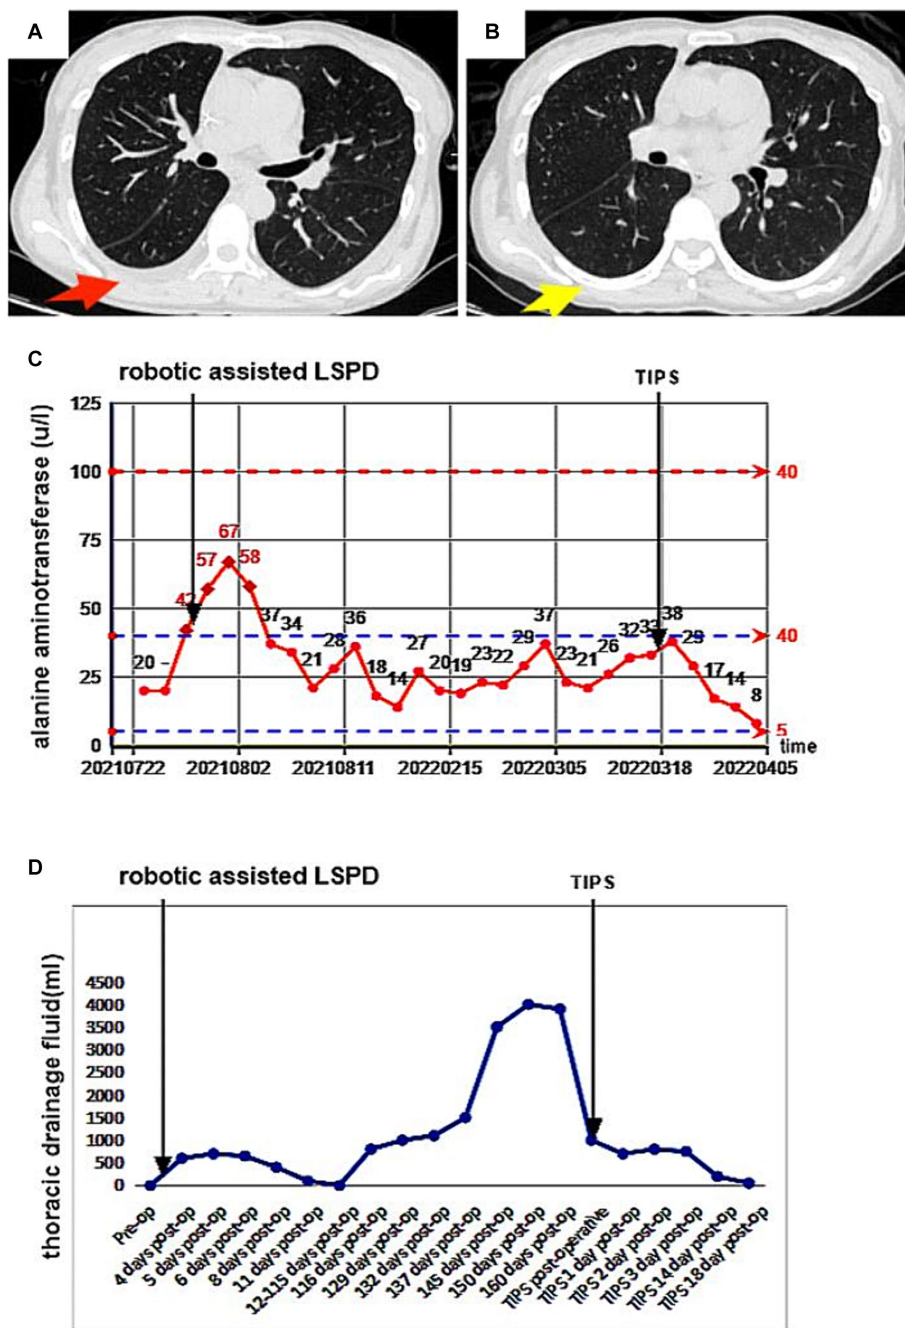 A
B
C
robotic assisted LSPD
TIPS
alanine aminotransferase (u/l)
125
100
75
50
25
0
40
40
5
20
42
57
67
58
37
34
21
28
36
18
14
27
20
19
23
22
29
37
23
21
26
32
33
38
29
17
14
8
time
20210722
20210802
20210811
20220215
20220305
20220318
20220405
D
robotic assisted LSPD
TIPS
thoracic drainage fluid(ml)
4500
4000
3500
3000
2500
2000
1500
1000
500
0
Pre-op
4 days post-op
5 days post-op
6 days post-op
8 days post-op
11 days post-op
12-115 days post-op
116 days post-op
129 days post-op
132 days post-op
137 days post-op
145 days post-op
150 days post-op
160 days post-op
TIPS post-operative
TIPS 1 day post-op
TIPS 2 day post-op
TIPS 3 day post-op
TIPS 14 day post-op
TIPS 18 day post-op